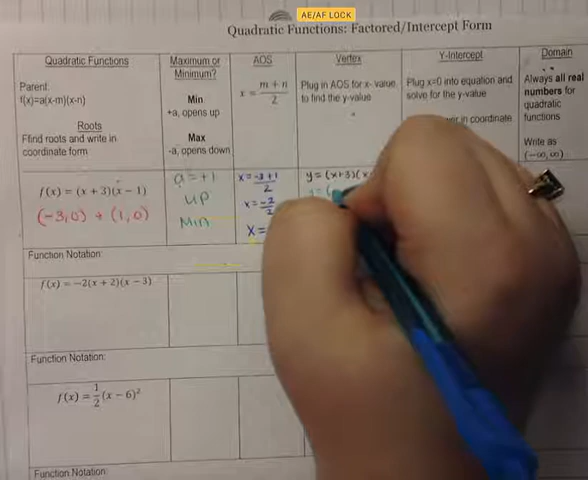 AE/AF LOCK
Quadratic Functions: Factored/Intercept Form
Quadratic Functions
Parent:
f(x)=a(x-m)(x-n)
Roots
Ffind roots and write in
coordinate form
Maximum or
Minimum?
Min
+a, opens up
Max
-a, opens down
AOS
x = m + n
2
Vertex
Plug in AOS for x- value
to find the y-value
Y-Intercept
Plug x=0 into equation and
solve for the y-value
in coordinate
Domain
Always all real
numbers for
quadratic
functions
Write as
(−∞, ∞)
f(x) = (x + 3)(x − 1)
(-3,0) + (1,0)
a = +1
UP
Min
x = -3 + 1
2
x = -2
2
x =
y = (x+3)(x
y = (
Function Notation:
f(x) = −2(x + 2)(x − 3)
Function Notation:
f(x) = 1/2 (x − 6)²
Function Notation: